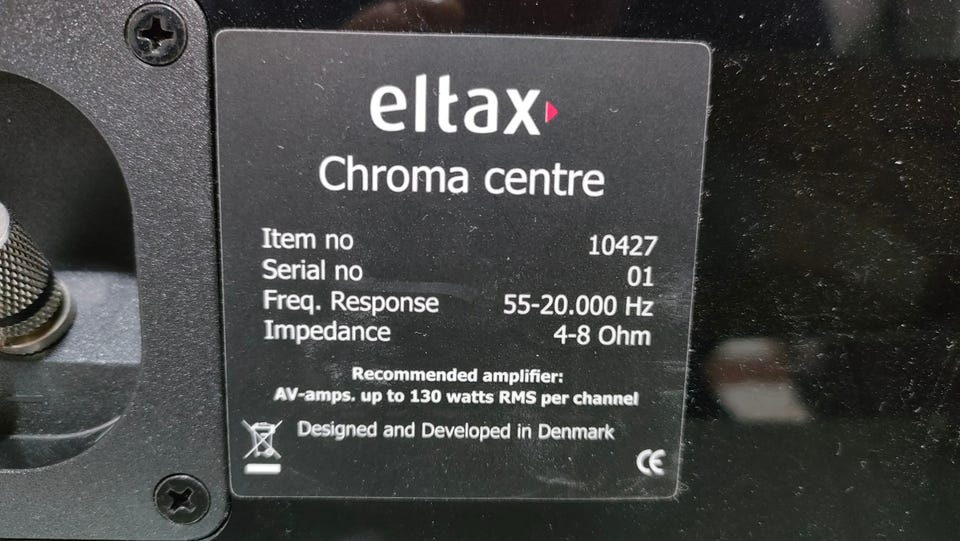 eltax
Chroma centre
Item no 10427
Serial no 01
Freq. Response 55-20.000 Hz
Impedance 4-8 Ohm
Recommended amplifier:
AV-amps. up to 130 watts RMS per channel
Designed and Developed in Denmark
CE